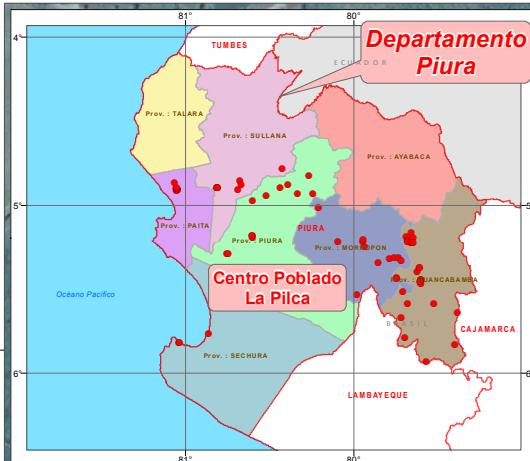 81°
80°
4°
TUMBES
Departamento
Piura
ECUADOR
Prov. : TALARA
Prov. : SULLANA
Prov. : AYABACA
5°
5°
Prov. : PAITA
Prov. : PIURA
PIURA
Prov. : MORROPON
Prov. : HUANCABAMBA
Centro Poblado
La Pilca
Océano Pacífico
BRASIL
CAJAMARCA
Prov. : SECHURA
6°
6°
LAMBAYEQUE
81°
80°